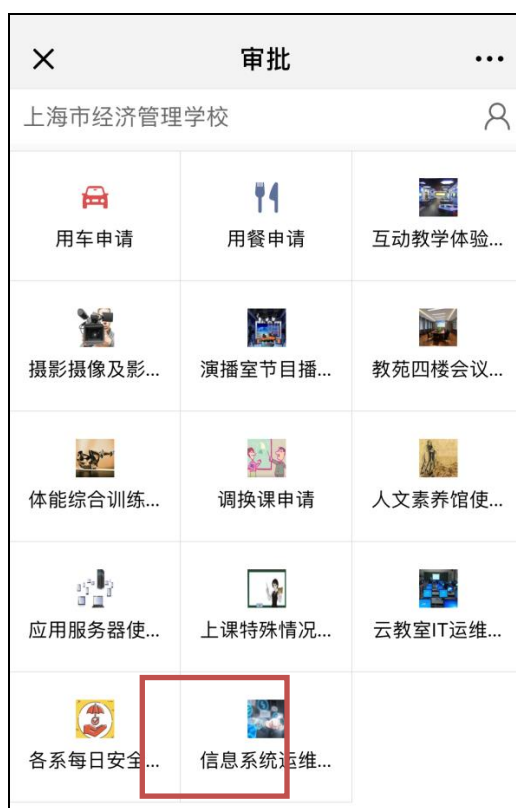 审批
上海市经济管理学校
用车申请 用餐申请 互动教学体验...
摄影摄像及影... 演播室节目播... 教苑四楼会议...
体能综合训练... 调换课申请 人文素养馆使...
应用服务器使... 上课特殊情况... 云教室IT运维...
各系每日安全... 信息系统运维...